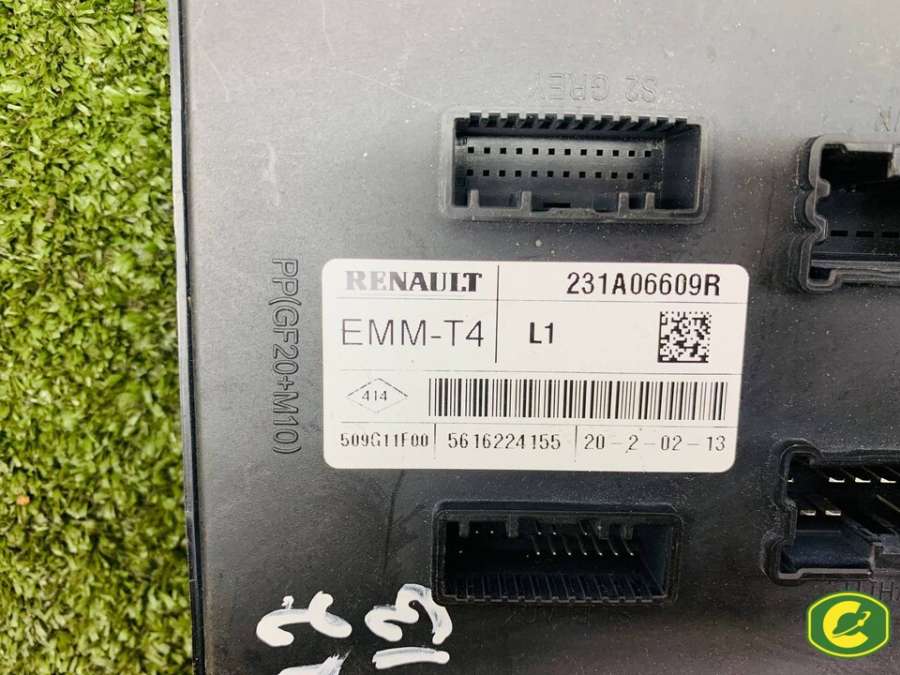 S2 GREY
RENAULT 231A06609R
EMM-T4 L1
414
509G11F00 5616224155 20-2-02-13
PP(GF20+M10)